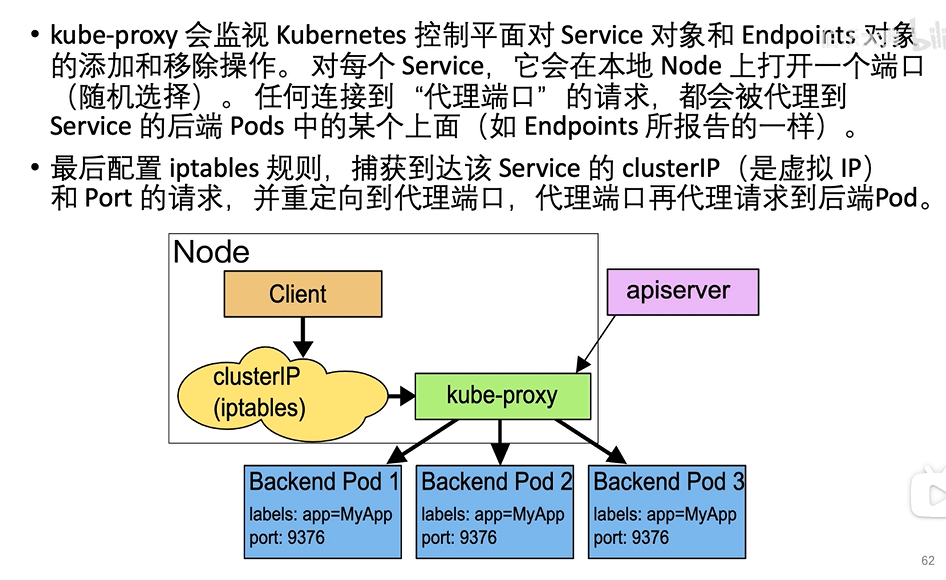 • kube-proxy 会监视 Kubernetes 控制平面对 Service 对象和 Endpoints 对象
的添加和移除操作。 对每个 Service，它会在本地 Node 上打开一个端口
（随机选择）。 任何连接到 “代理端口” 的请求，都会被代理到
Service 的后端 Pods 中的某个上面（如 Endpoints 所报告的一样）。
• 最后配置 iptables 规则，捕获到达该 Service 的 clusterIP（是虚拟 IP）
和 Port 的请求，并重定向到代理端口，代理端口再代理请求到后端Pod。
Node
Client
apiserver
clusterIP
(iptables)
kube-proxy
Backend Pod 1
labels: app=MyApp
port: 9376
Backend Pod 2
labels: app=MyApp
port: 9376
Backend Pod 3
labels: app=MyApp
port: 9376
62